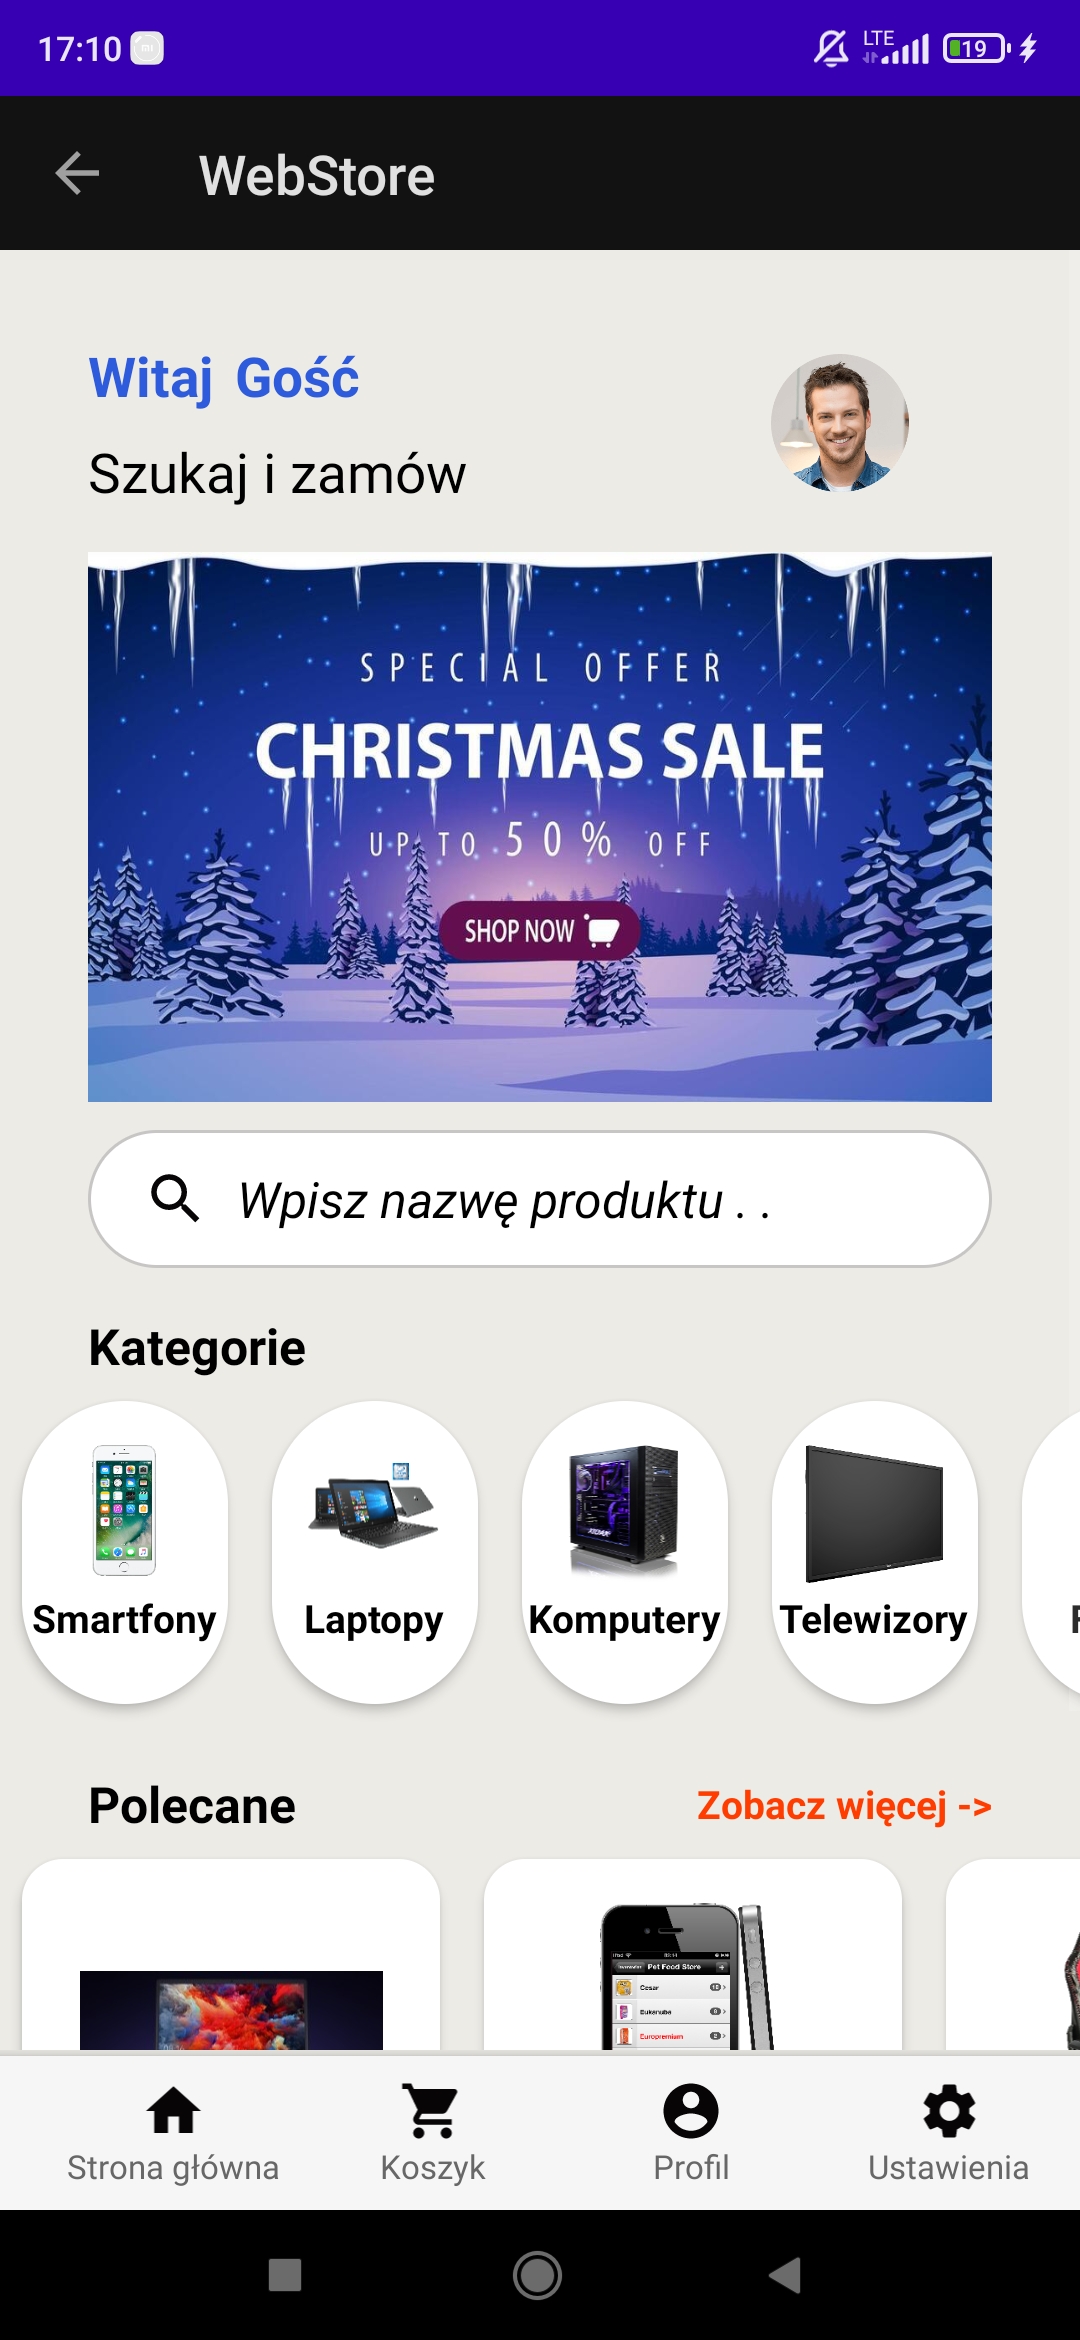 17:10
LTE
19
WebStore
Witaj Gość
Szukaj i zamów
SPECIAL OFFER
CHRISTMAS SALE
UP TO 50% OFF
SHOP NOW
Wpisz nazwę produktu . .
Kategorie
Smartfony
Laptopy
Komputery
Telewizory
Polecane
Zobacz więcej ->
Pet Food Store
Cesar
Eukanuba
Europremium
Strona główna
Koszyk
Profil
Ustawienia